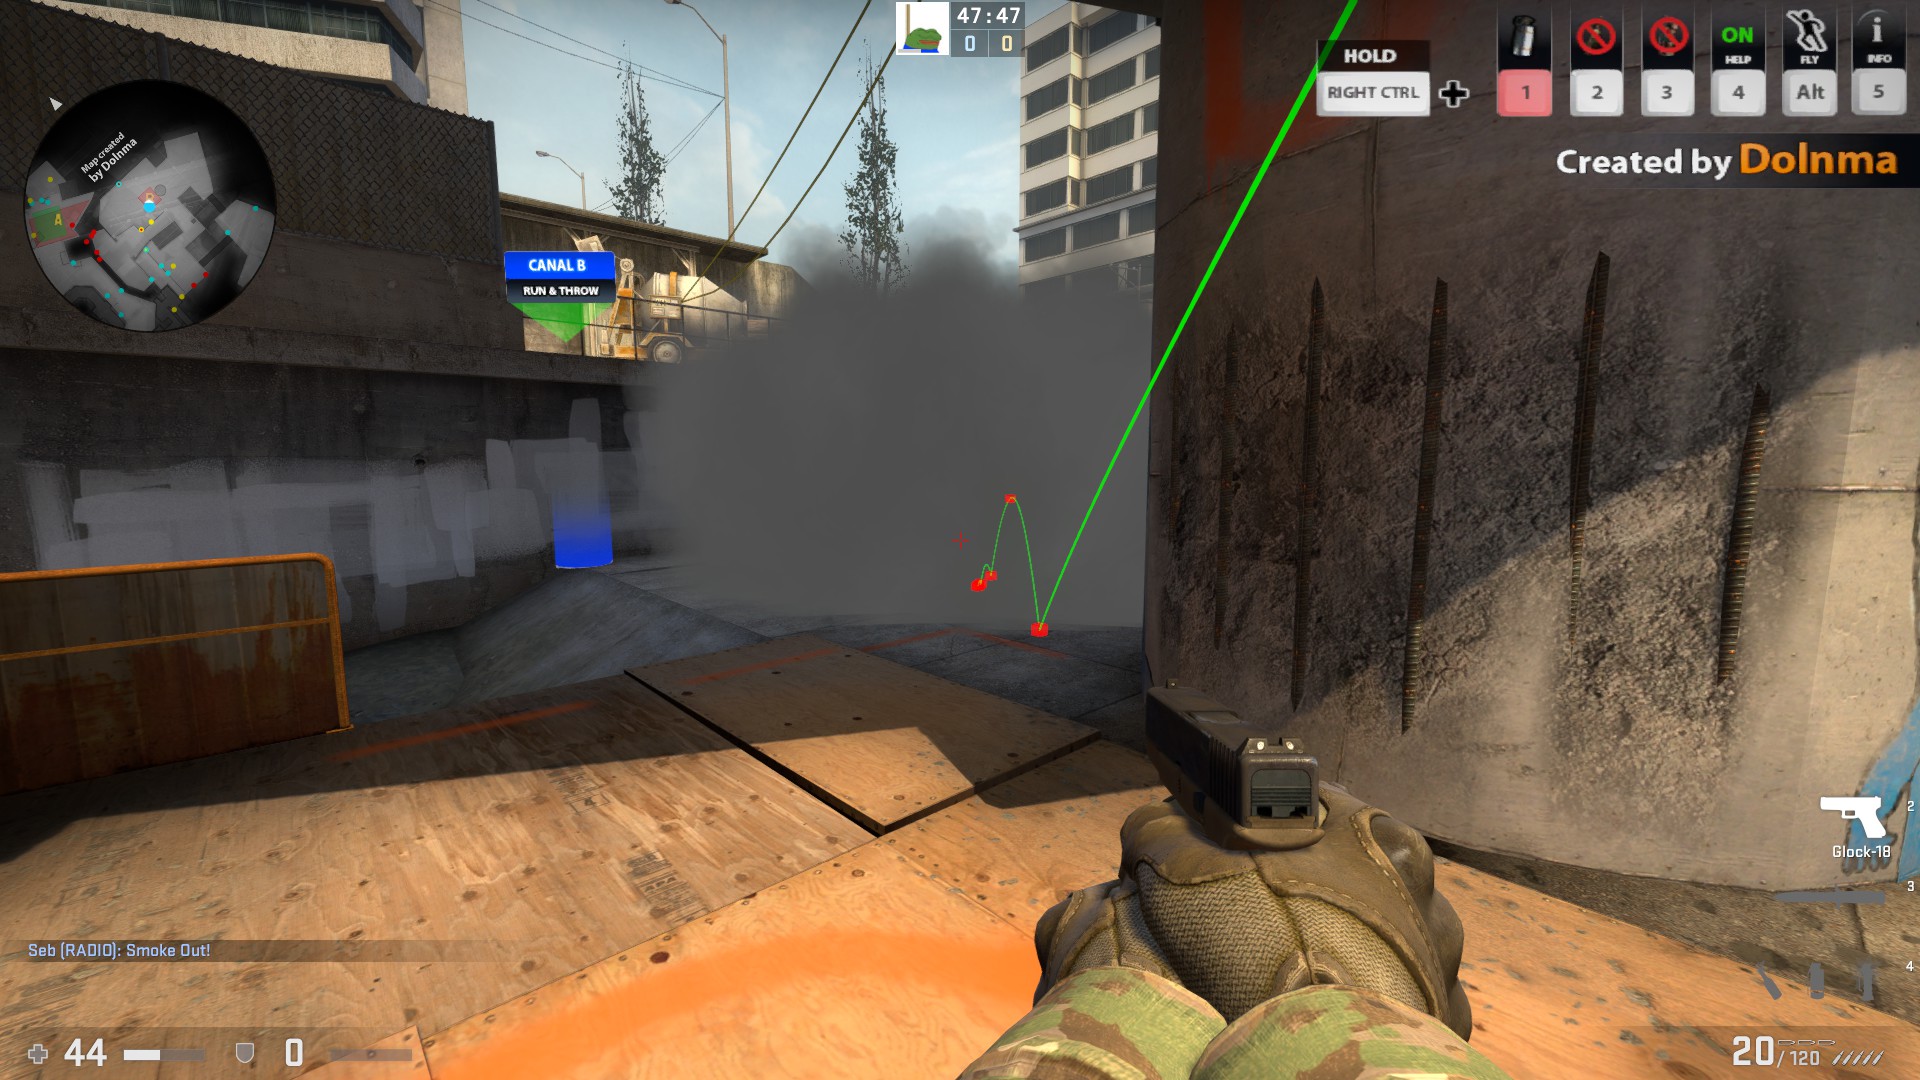 47:47
0 0
HOLD
RIGHT CTRL
1
2
3
ON
HELP
4
FLY
Alt
INFO
5
Created by Dolnma
Map created
by Dolnma
A
CANAL B
RUN & THROW
2
Glock-18
3
4
Seb (RADIO): Smoke Out!
44
0
20/120